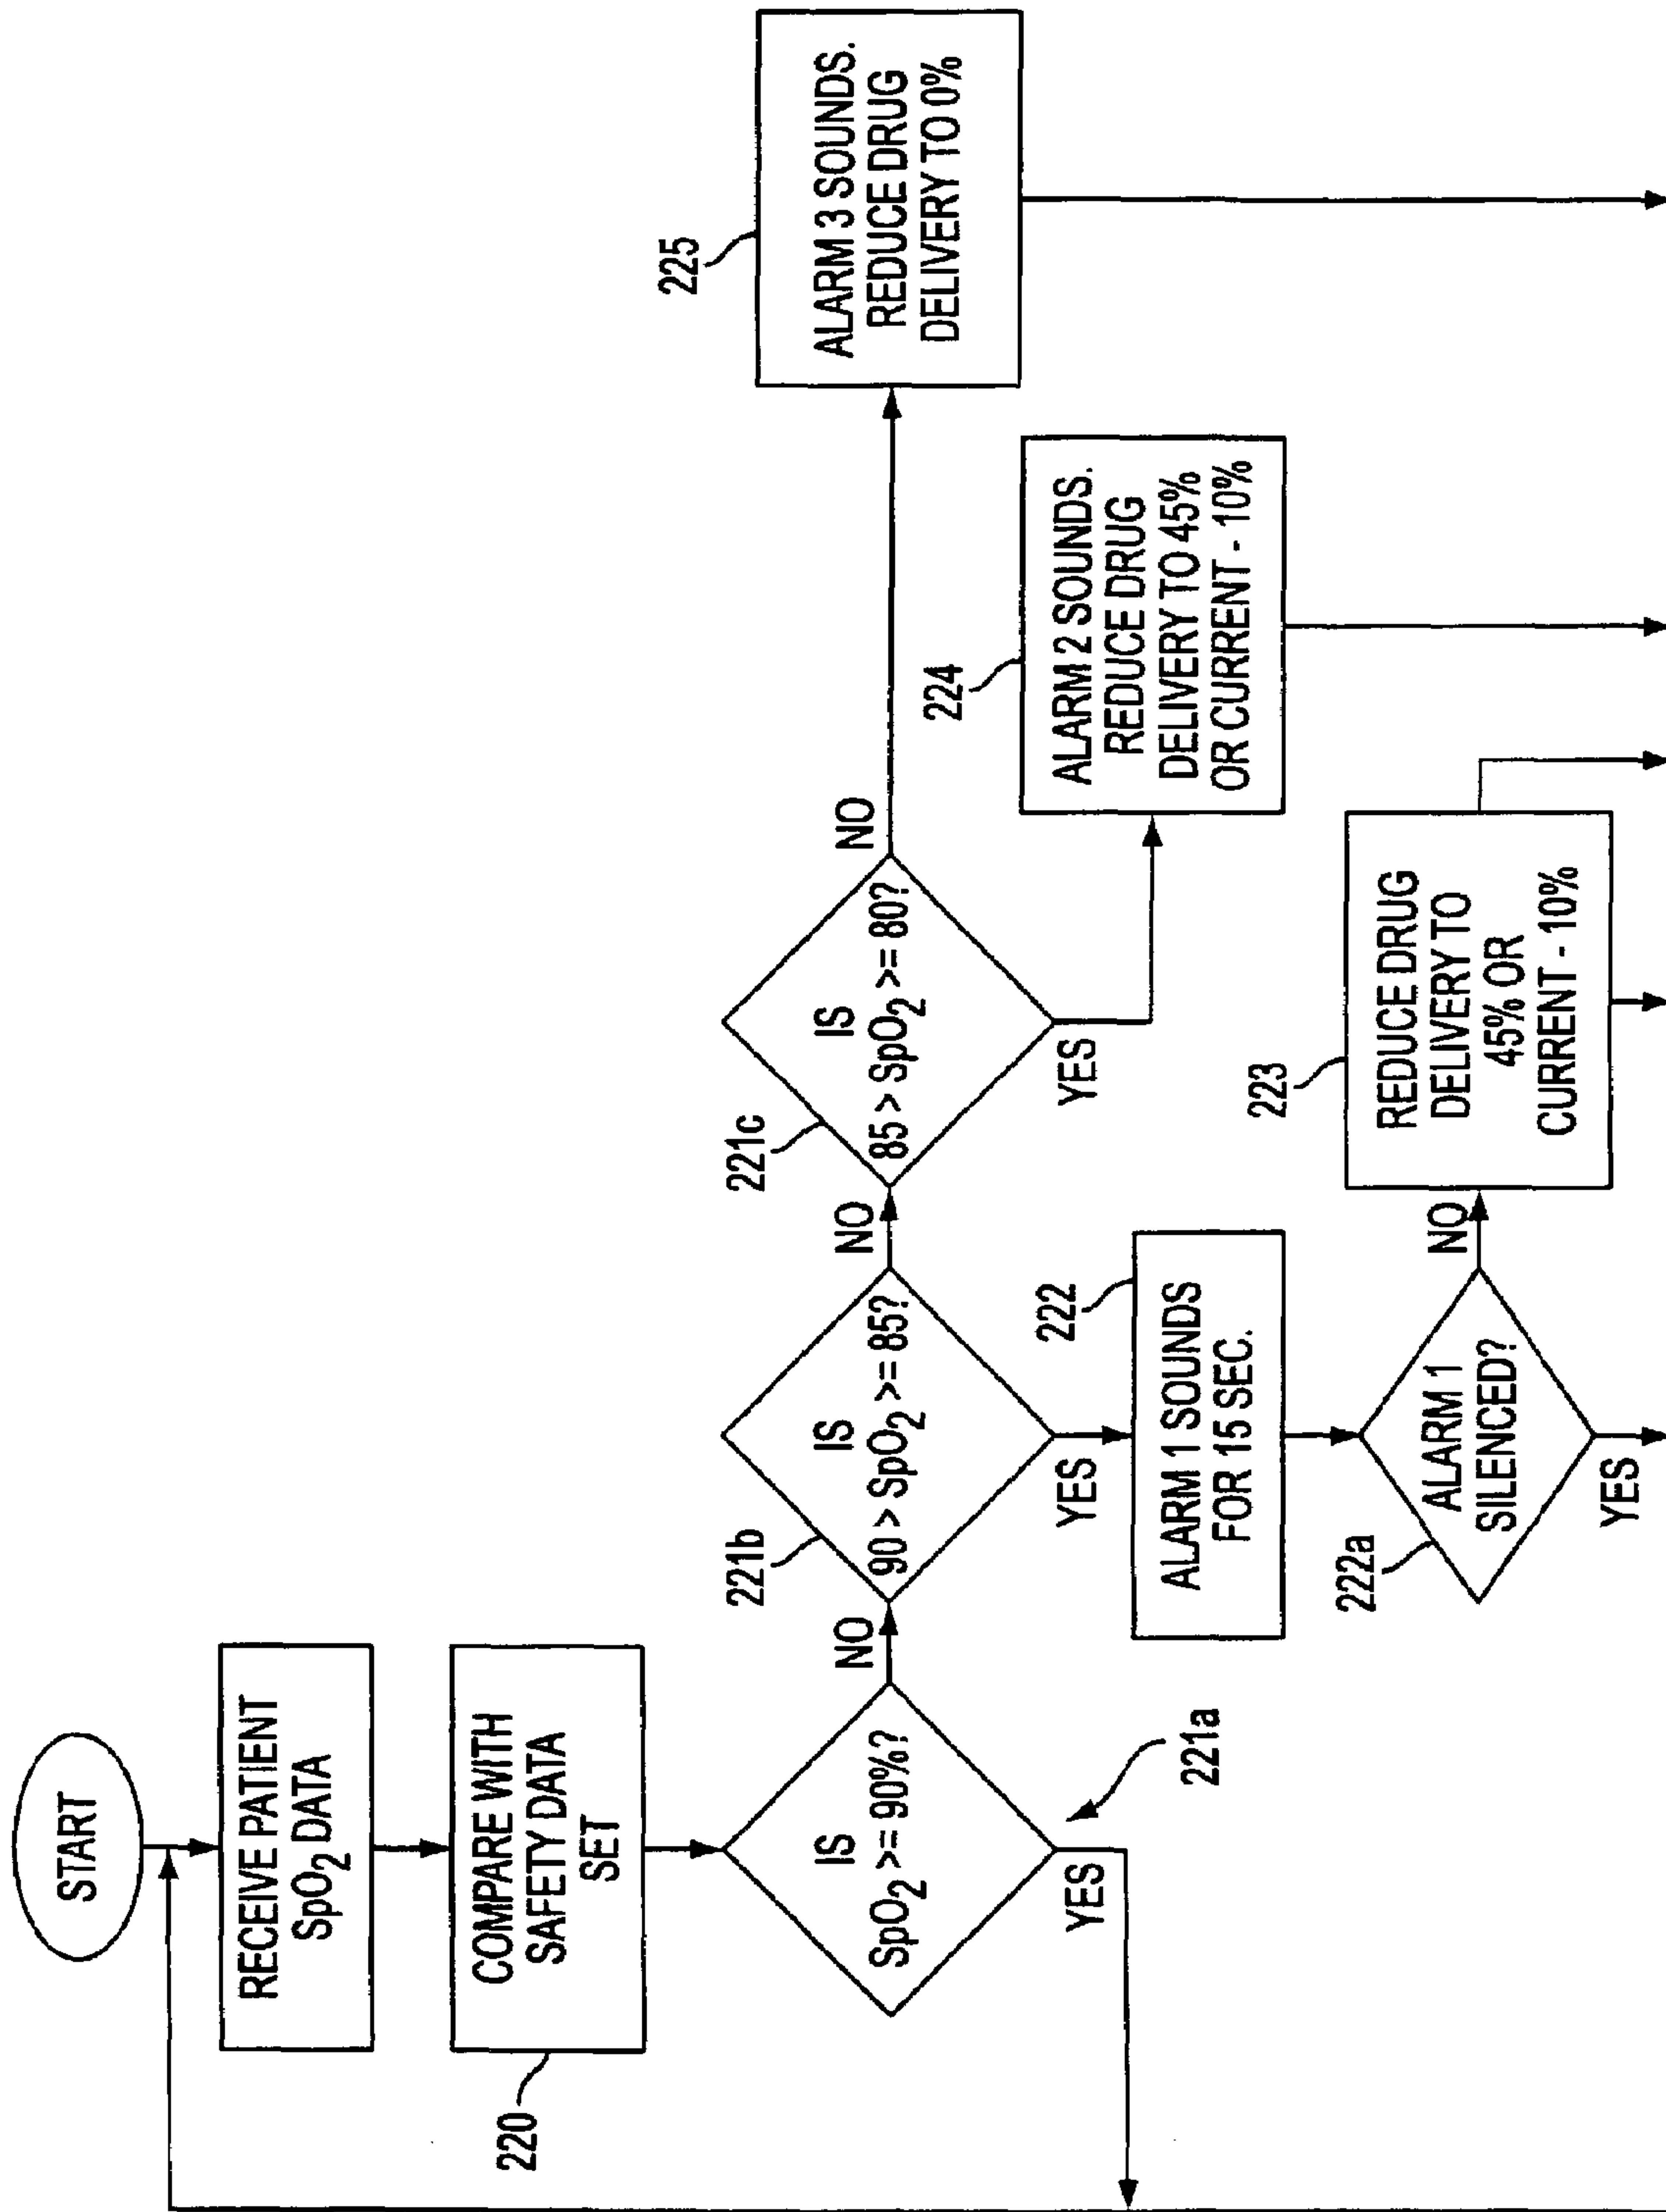 START
RECEIVE PATIENT
SpO2 DATA
COMPARE WITH
SAFETY DATA
SET
220
IS
SpO2 >= 90%?
221a
YES
NO
IS
90 > SpO2 >= 85?
221b
YES
NO
IS
85 > SpO2 >= 80?
221c
YES
NO
ALARM 3 SOUNDS.
REDUCE DRUG
DELIVERY TO 0%
225
ALARM 2 SOUNDS.
REDUCE DRUG
DELIVERY TO 45%
OR CURRENT - 10%
224
ALARM 1 SOUNDS
FOR 15 SEC.
222
ALARM 1
SILENCED?
222a
YES
NO
REDUCE DRUG
DELIVERY TO
45% OR
CURRENT - 10%
223